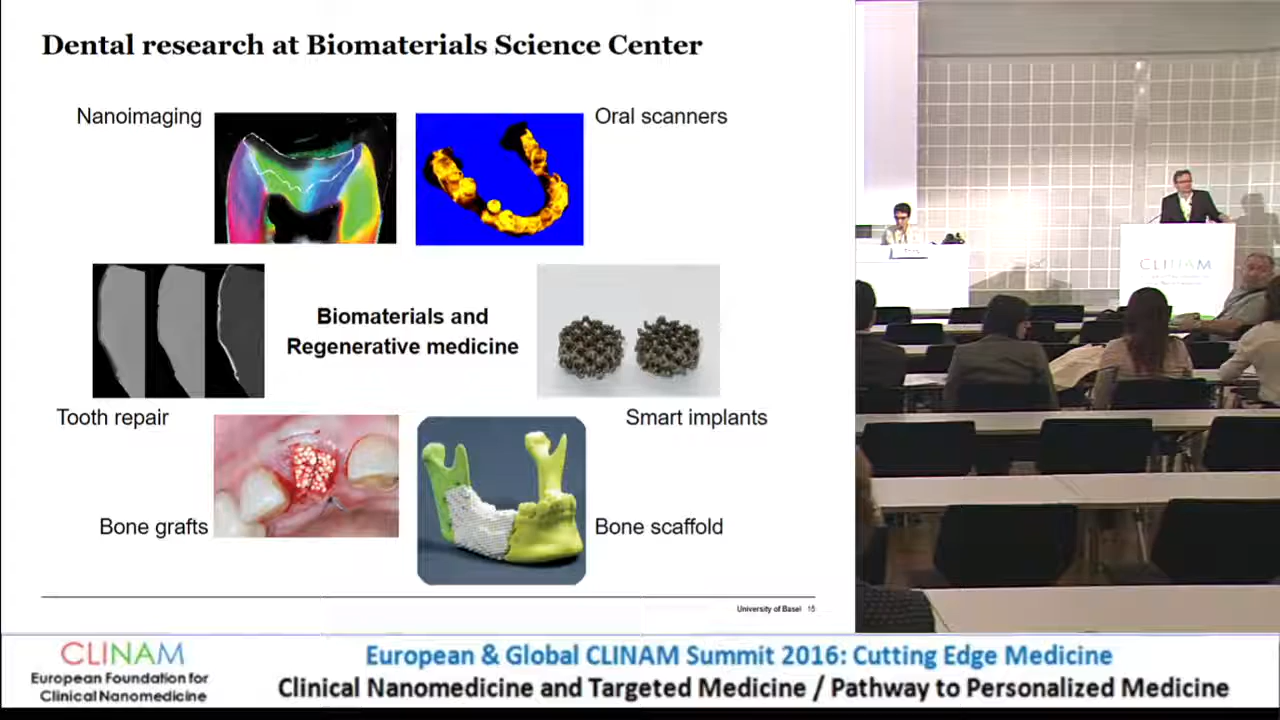 Dental research at Biomaterials Science Center
Nanoimaging
Oral scanners
Biomaterials and
Regenerative medicine
Tooth repair
Smart implants
Bone grafts
Bone scaffold
University of Basel 16
CLINAM
CLINAM
European Foundation for
Clinical Nanomedicine
European & Global CLINAM Summit 2016: Cutting Edge Medicine
Clinical Nanomedicine and Targeted Medicine / Pathway to Personalized Medicine